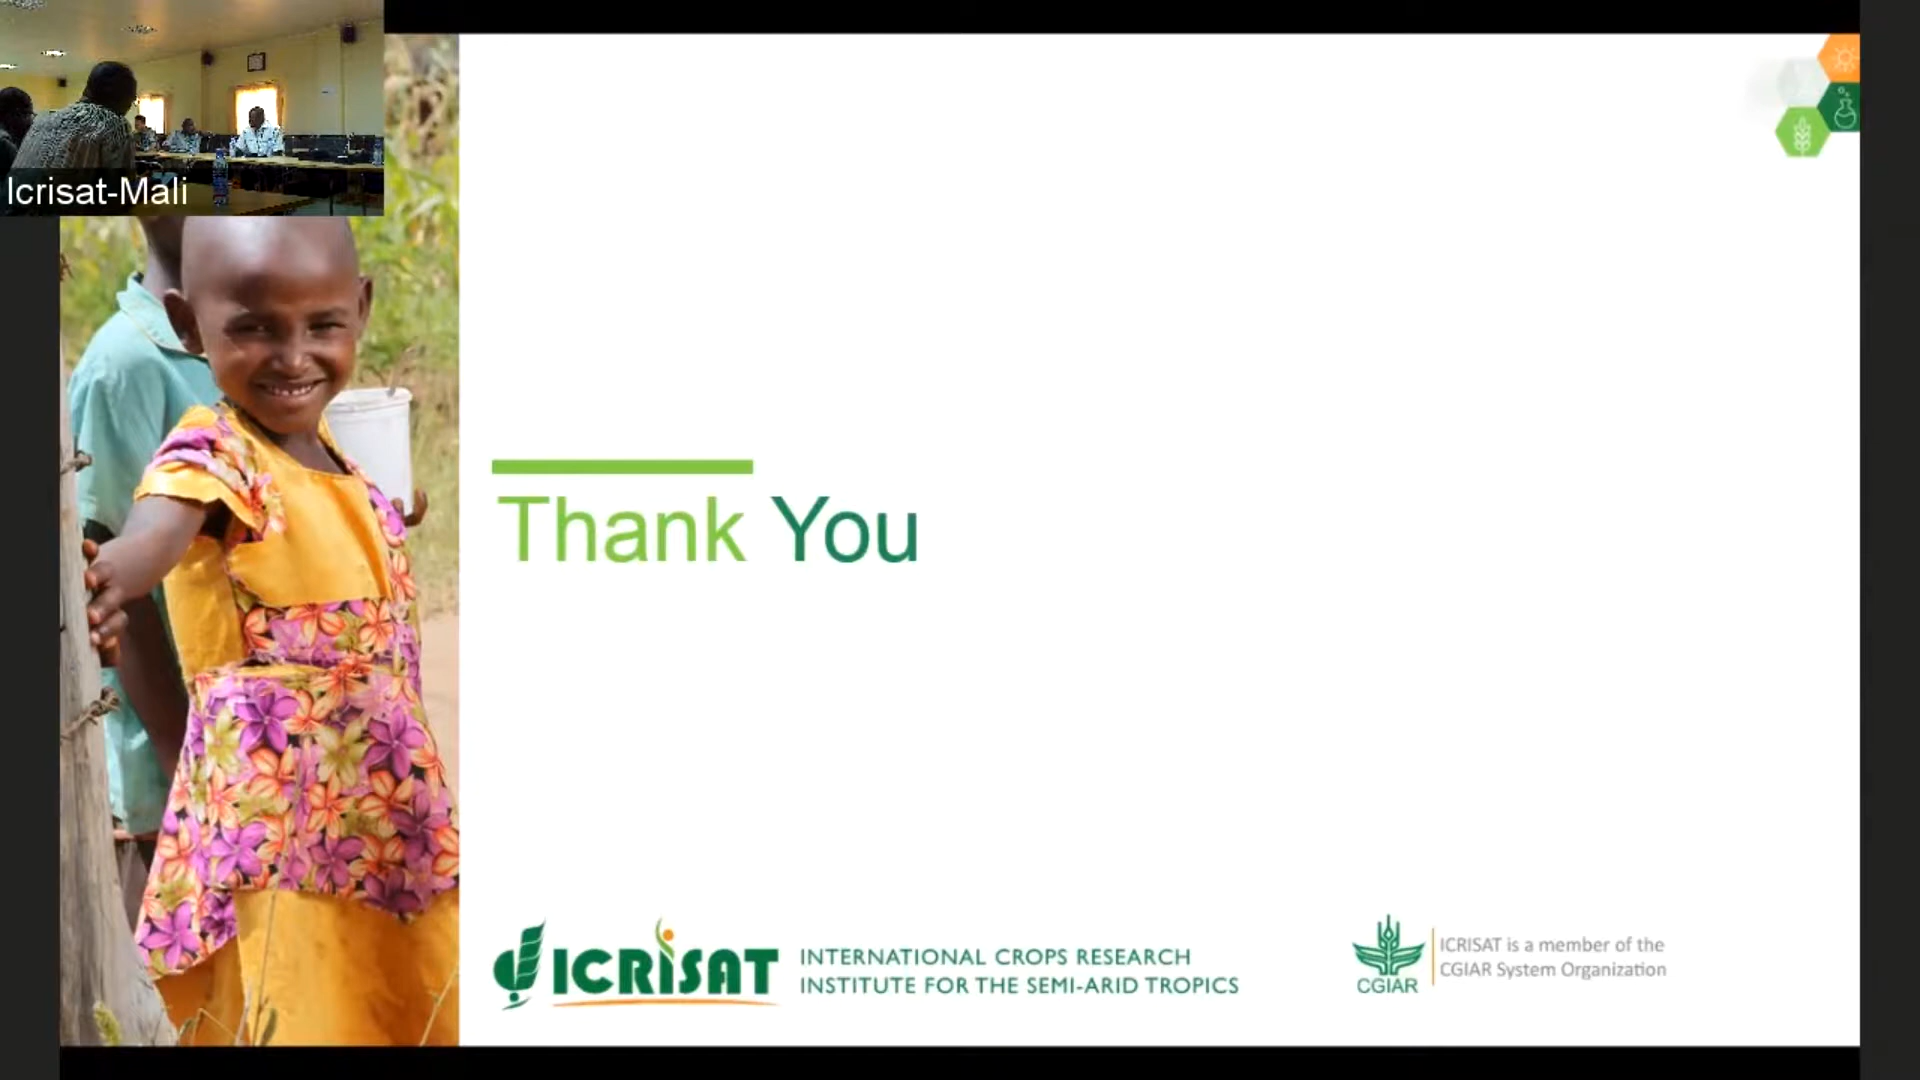 Icrisat-Mali
Thank You
ICRISAT
INTERNATIONAL CROPS RESEARCH
INSTITUTE FOR THE SEMI-ARID TROPICS
CGIAR
ICRISAT is a member of the
CGIAR System Organization